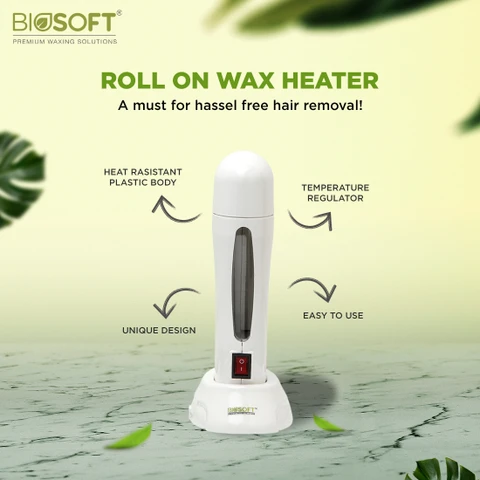 BIOSOFT®
PREMIUM WAXING SOLUTIONS
ROLL ON WAX HEATER
A must for hassel free hair removal!
HEAT RASISTANT
PLASTIC BODY
TEMPERATURE
REGULATOR
UNIQUE DESIGN
EASY TO USE
BIOSOFT